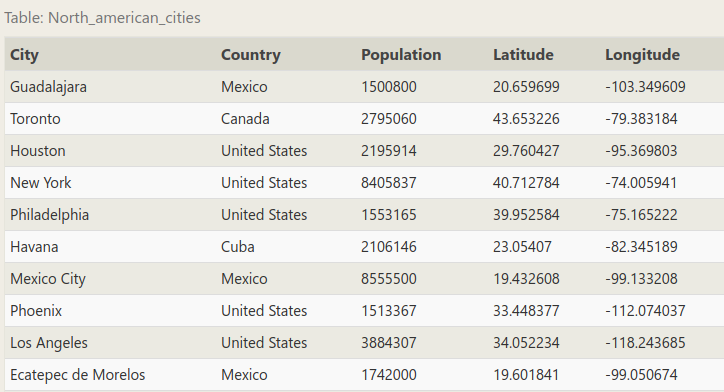 Table: North_american_cities
City Country Population Latitude Longitude
Guadalajara Mexico 1500800 20.659699 -103.349609
Toronto Canada 2795060 43.653226 -79.383184
Houston United States 2195914 29.760427 -95.369803
New York United States 8405837 40.712784 -74.005941
Philadelphia United States 1553165 39.952584 -75.165222
Havana Cuba 2106146 23.05407 -82.345189
Mexico City Mexico 8555500 19.432608 -99.133208
Phoenix United States 1513367 33.448377 -112.074037
Los Angeles United States 3884307 34.052234 -118.243685
Ecatepec de Morelos Mexico 1742000 19.601841 -99.050674